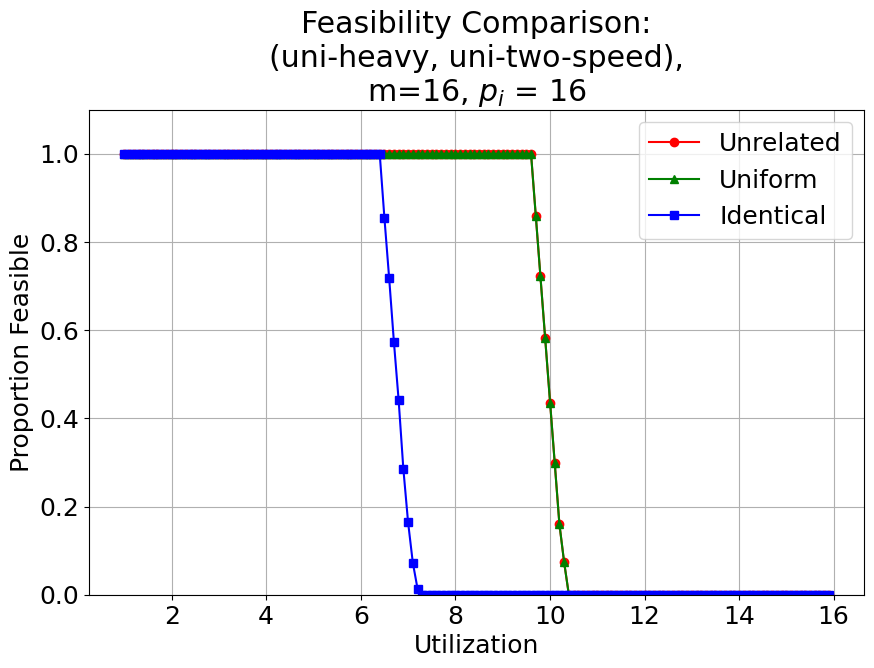 Feasibility Comparison:
(uni-heavy, uni-two-speed),
m=16, $p_i$ = 16
Unrelated
Uniform
Identical
Proportion Feasible
1.0
0.8
0.6
0.4
0.2
0.0
2 4 6 8 10 12 14 16
Utilization